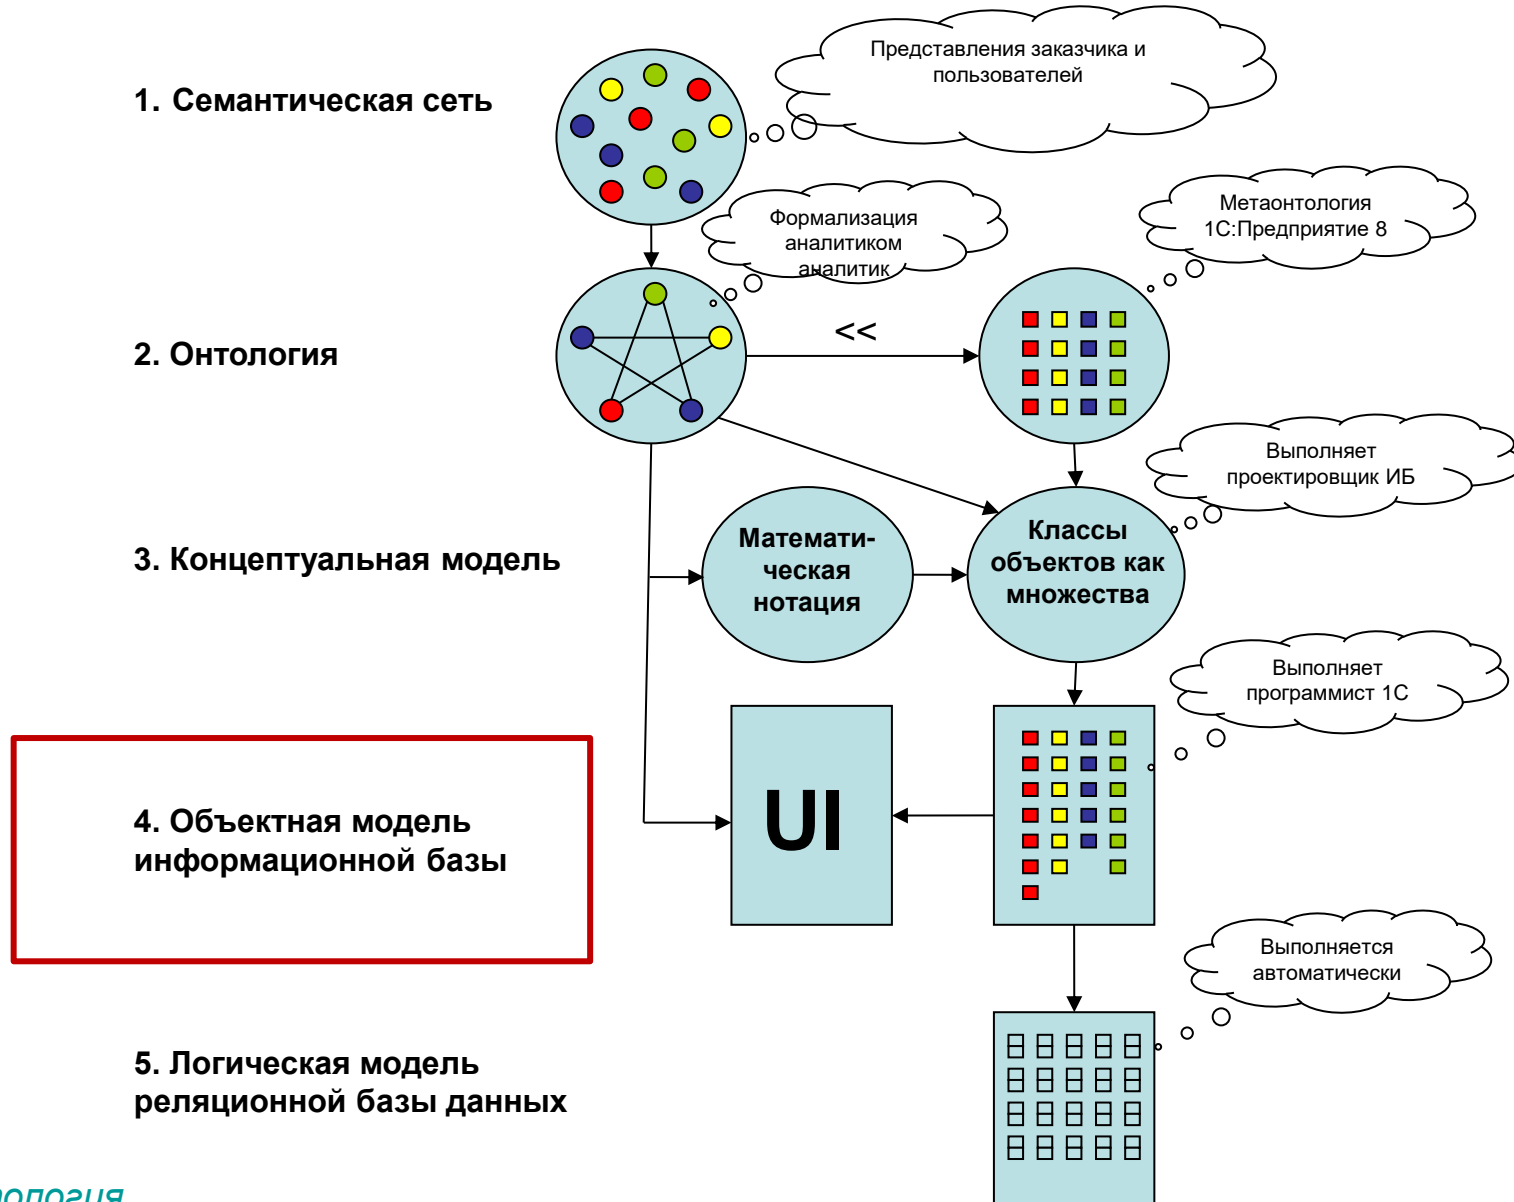 Представления заказчика и
пользователей
1. Семантическая сеть
Формализация
аналитиком
аналитик
Метаонтология
1С:Предприятие 8
2. Онтология
<<
Выполняет
проектировщик ИБ
3. Концептуальная модель
Математи-
ческая
нотация
Классы
объектов как
множества
Выполняет
программист 1С
4. Объектная модель
информационной базы
UI
Выполняется
автоматически
5. Логическая модель
реляционной базы данных